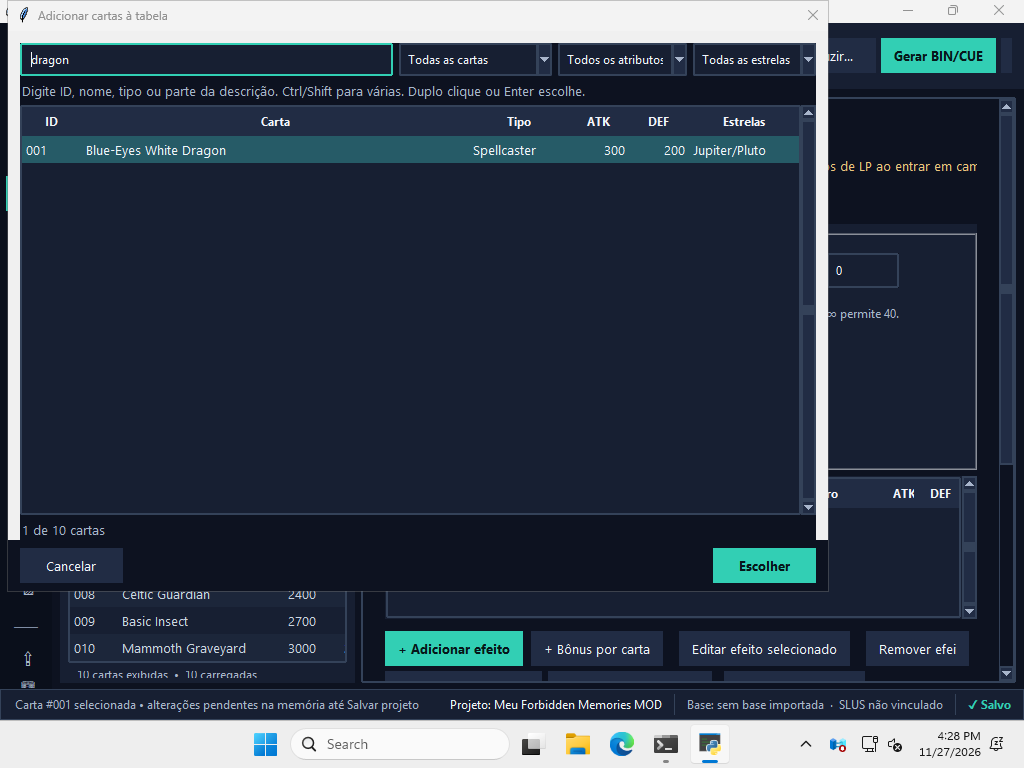 Adicionar cartas à tabela
dragon
Todas as cartas
Todos os atributos
Todas as estrelas
Gerar BIN/CUE
Digite ID, nome, tipo ou parte da descrição. Ctrl/Shift para várias. Duplo clique ou Enter escolhe.
ID Carta Tipo ATK DEF Estrelas
001 Blue-Eyes White Dragon Spellcaster 300 200 Jupiter/Pluto
de LP ao entrar em
0
∞ permite 40.
ATK DEF
1 de 10 cartas
Cancelar
Escolher
008 Celtic Guardian 2400
009 Basic Insect 2700
010 Mammoth Graveyard 3000
10 cartas exibidas • 10 carregadas
+ Adicionar efeito
+ Bônus por carta
Editar efeito selecionado
Remover efei
Carta #001 selecionada • alterações pendentes na memória até Salvar projeto
Projeto: Meu Forbidden Memories MOD
Base: sem base importada · SLUS não vinculado
✓ Salvo
Search
4:28 PM
11/27/2026